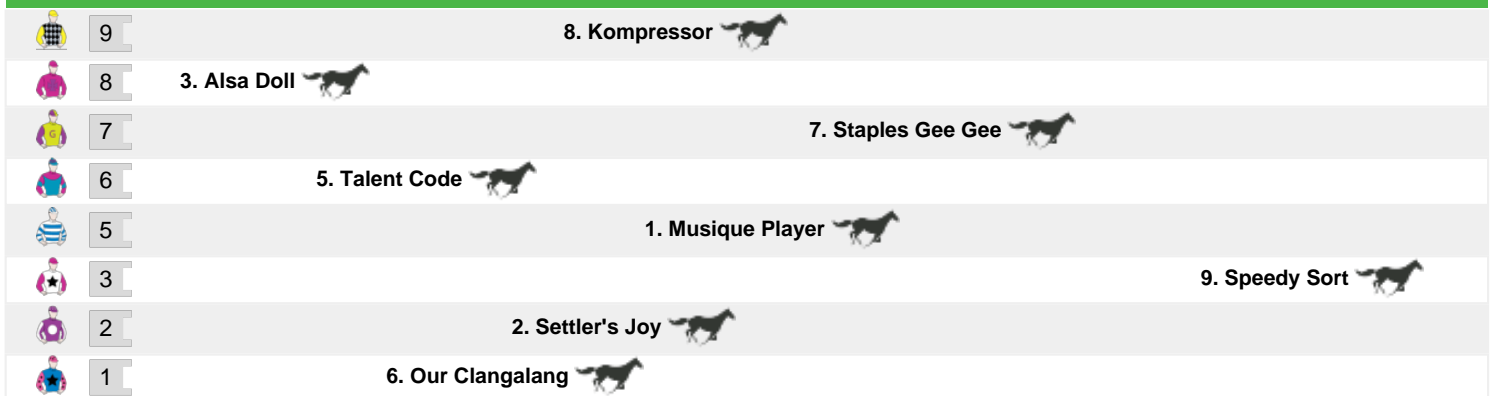 9 8. Kompressor
8 3. Alsa Doll
G 7 7. Staples Gee Gee
6 5. Talent Code
5 1. Musique Player
3 9. Speedy Sort
2 2. Settler's Joy
1 6. Our Clangalang